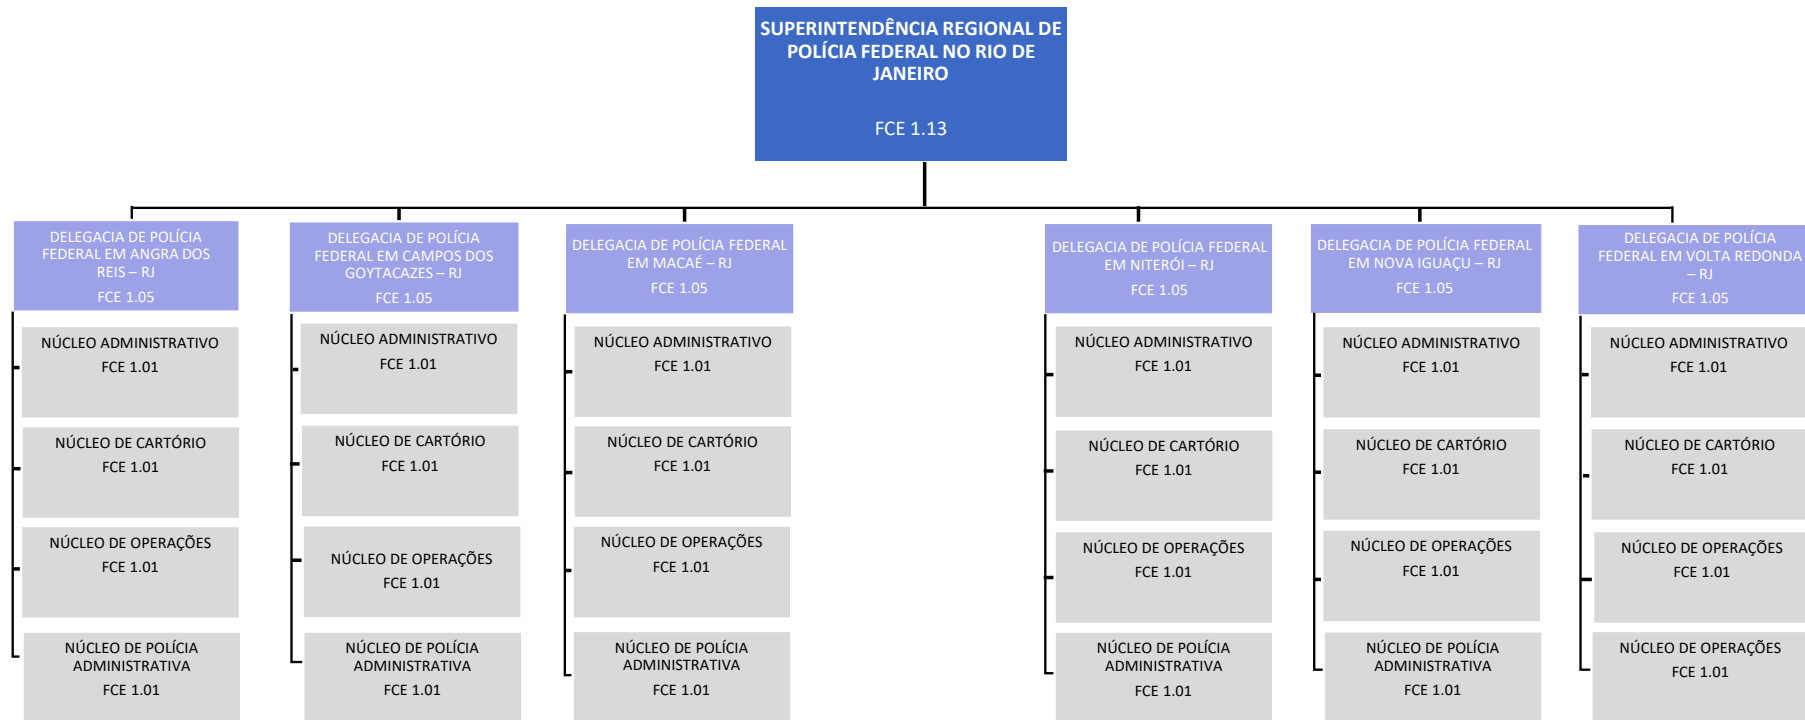 SUPERINTENDÊNCIA REGIONAL DE
POLÍCIA FEDERAL NO RIO DE
JANEIRO
FCE 1.13
DELEGACIA DE POLÍCIA
FEDERAL EM ANGRA DOS
REIS – RJ
FCE 1.05
NÚCLEO ADMINISTRATIVO
FCE 1.01
NÚCLEO DE CARTÓRIO
FCE 1.01
NÚCLEO DE OPERAÇÕES
FCE 1.01
NÚCLEO DE POLÍCIA
ADMINISTRATIVA
FCE 1.01
DELEGACIA DE POLÍCIA
FEDERAL EM CAMPOS DOS
GOYTACAZES – RJ
FCE 1.05
NÚCLEO ADMINISTRATIVO
FCE 1.01
NÚCLEO DE CARTÓRIO
FCE 1.01
NÚCLEO DE OPERAÇÕES
FCE 1.01
NÚCLEO DE POLÍCIA
ADMINISTRATIVA
FCE 1.01
DELEGACIA DE POLÍCIA FEDERAL
EM MACAÉ – RJ
FCE 1.05
NÚCLEO ADMINISTRATIVO
FCE 1.01
NÚCLEO DE CARTÓRIO
FCE 1.01
NÚCLEO DE OPERAÇÕES
FCE 1.01
NÚCLEO DE POLÍCIA
ADMINISTRATIVA
FCE 1.01
DELEGACIA DE POLÍCIA FEDERAL
EM NITERÓI – RJ
FCE 1.05
NÚCLEO ADMINISTRATIVO
FCE 1.01
NÚCLEO DE CARTÓRIO
FCE 1.01
NÚCLEO DE OPERAÇÕES
FCE 1.01
NÚCLEO DE POLÍCIA
ADMINISTRATIVA
FCE 1.01
DELEGACIA DE POLÍCIA FEDERAL
EM NOVA IGUAÇU – RJ
FCE 1.05
NÚCLEO ADMINISTRATIVO
FCE 1.01
NÚCLEO DE CARTÓRIO
FCE 1.01
NÚCLEO DE OPERAÇÕES
FCE 1.01
NÚCLEO DE POLÍCIA
ADMINISTRATIVA
FCE 1.01
DELEGACIA DE POLÍCIA
FEDERAL EM VOLTA REDONDA
– RJ
FCE 1.05
NÚCLEO ADMINISTRATIVO
FCE 1.01
NÚCLEO DE CARTÓRIO
FCE 1.01
NÚCLEO DE OPERAÇÕES
FCE 1.01
NÚCLEO DE OPERAÇÕES
FCE 1.01